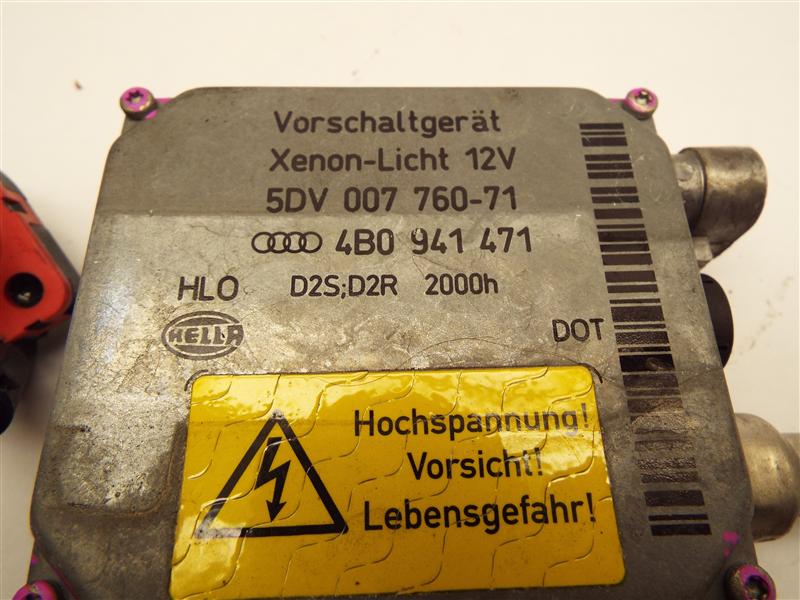 Vorschaltgerät
Xenon-Licht 12V
5DV 007 760-71
4B0 941 471
HLO D2S;D2R 2000h
HELLA
DOT
Hochspannung!
Vorsicht!
Lebensgefahr!